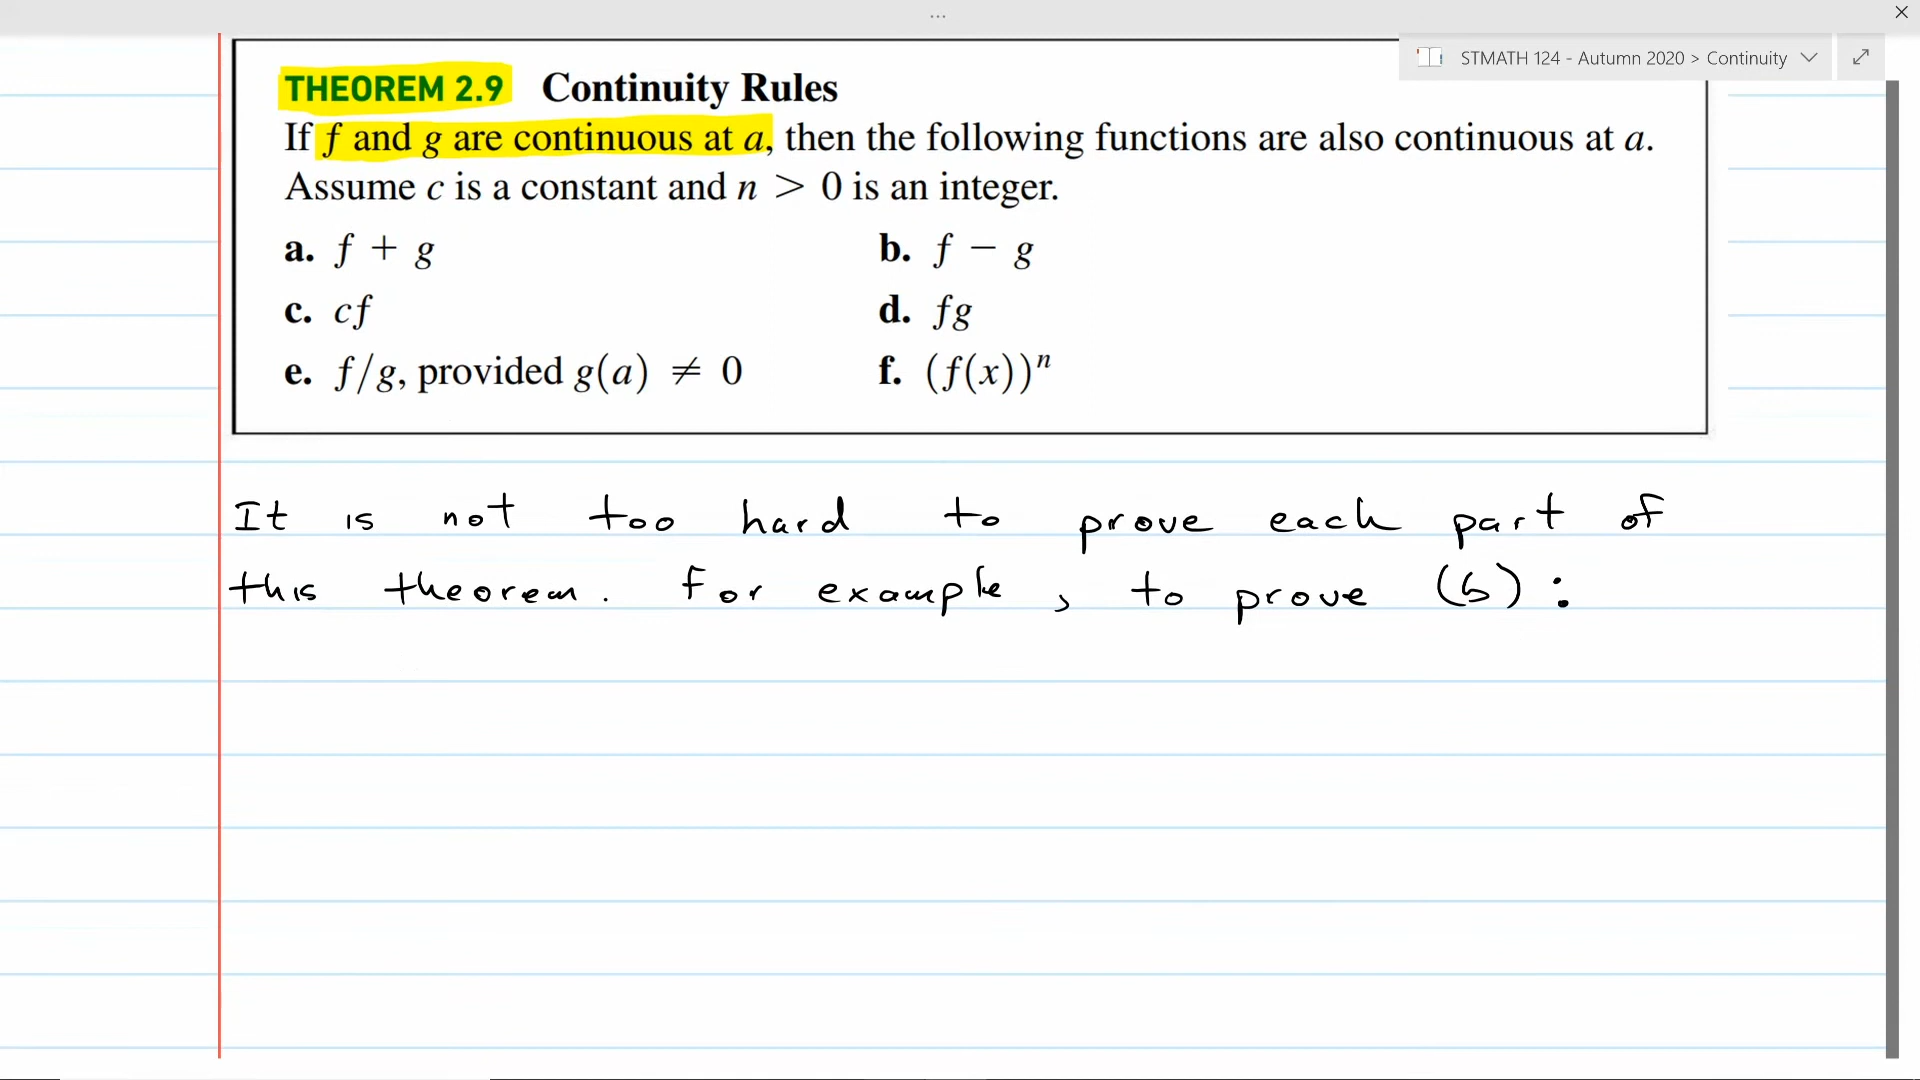 ...
STMATH 124 - Autumn 2020 > Continuity
THEOREM 2.9 Continuity Rules
If f and g are continuous at a, then the following functions are also continuous at a.
Assume c is a constant and n > 0 is an integer.
a. f + g b. f − g
c. cf d. fg
e. f/g, provided g(a) ≠ 0 f. (f(x))ⁿ
It is not too hard to prove each part of
this theorem. For example, to prove (b):